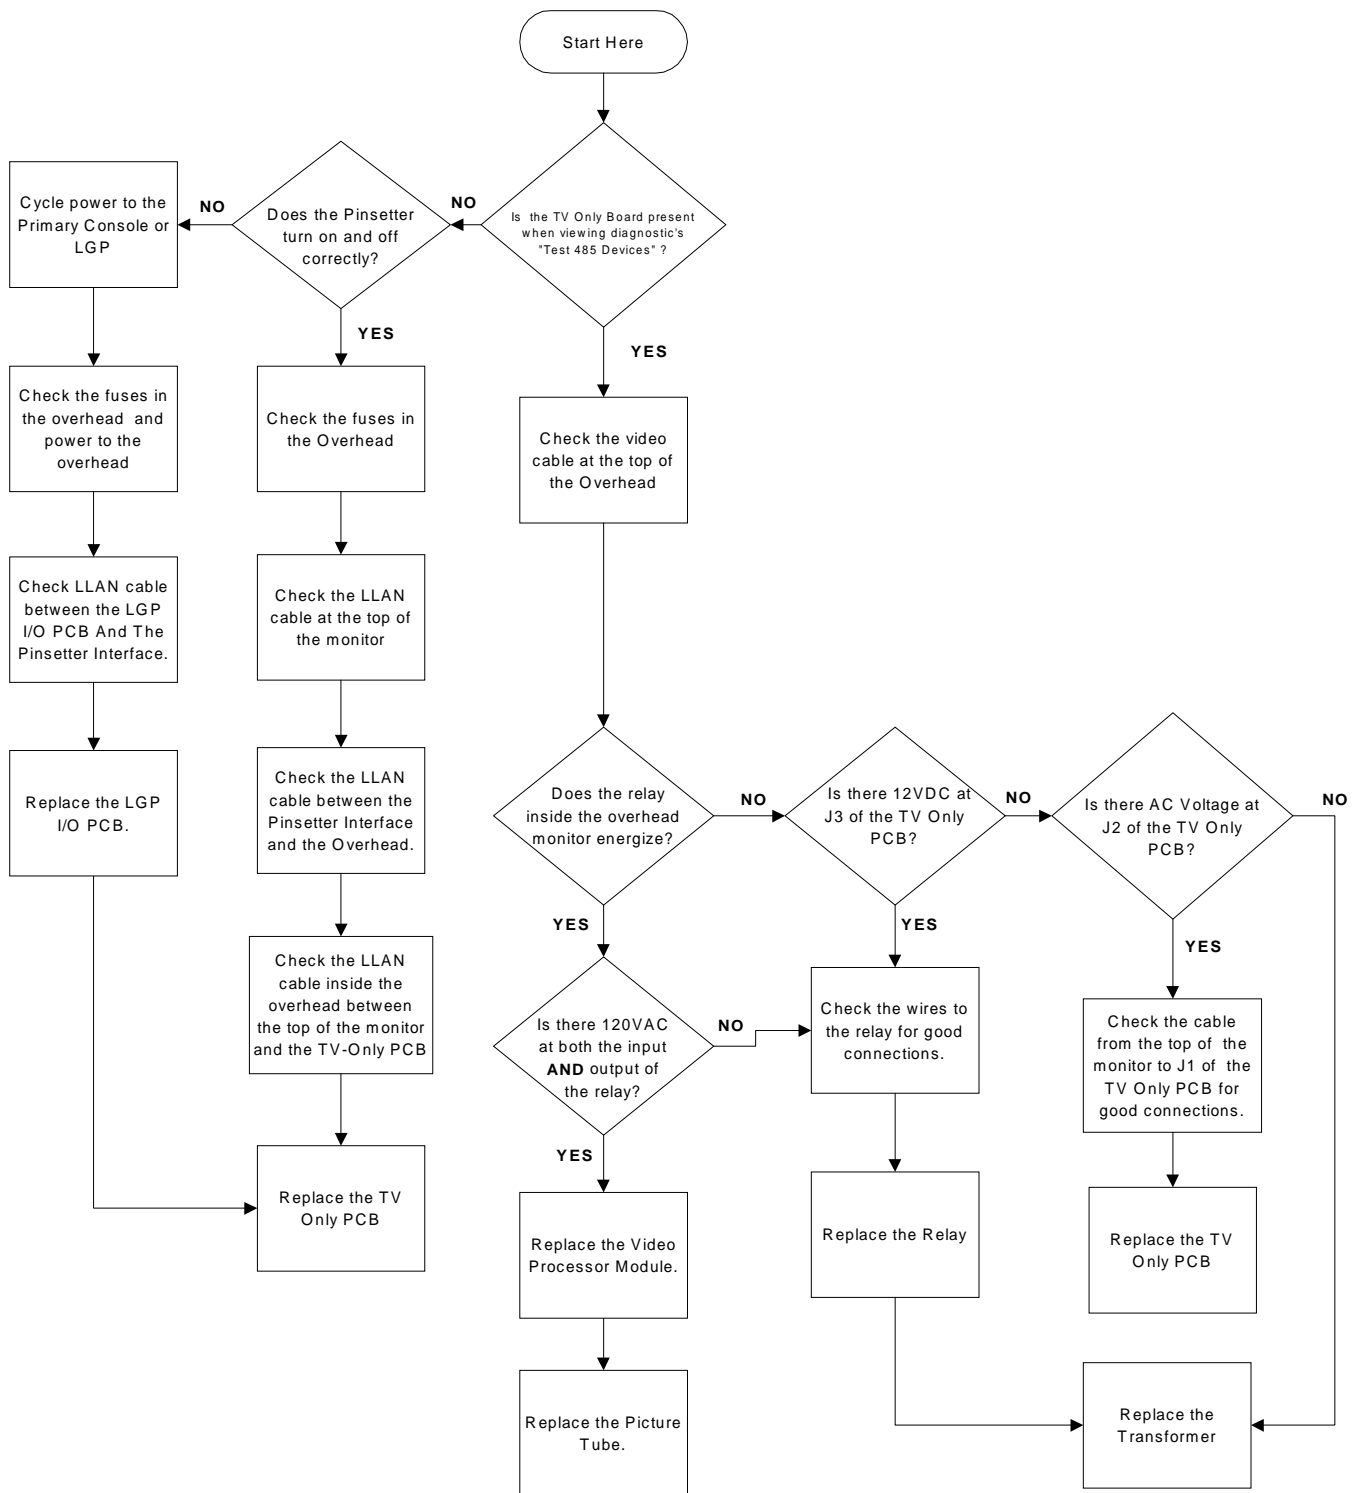 Start Here
Is the TV Only Board present
when viewing diagnostic's
"Test 485 Devices" ?
NO
Does the Pinsetter
turn on and off
correctly?
NO
Cycle power to the
Primary Console or
LGP
YES
YES
Check the fuses in
the overhead and
power to the
overhead
Check the fuses in
the Overhead
Check the video
cable at the top of
the Overhead
Check LLAN cable
between the LGP
I/O PCB And The
Pinsetter Interface.
Check the LLAN
cable at the top of
the monitor
Replace the LGP
I/O PCB.
Check the LLAN
cable between the
Pinsetter Interface
and the Overhead.
Does the relay
inside the overhead
monitor energize?
NO
Is there 12VDC at
J3 of the TV Only
PCB?
NO
Is there AC Voltage at
J2 of the TV Only
PCB?
NO
YES
YES
YES
Check the LLAN
cable inside the
overhead between
the top of the monitor
and the TV-Only PCB
Is there 120VAC
at both the input
AND output of
the relay?
NO
Check the wires to
the relay for good
connections.
Check the cable
from the top of the
monitor to J1 of the
TV Only PCB for
good connections.
YES
Replace the TV
Only PCB
Replace the Video
Processor Module.
Replace the Relay
Replace the TV
Only PCB
Replace the Picture
Tube.
Replace the
Transformer